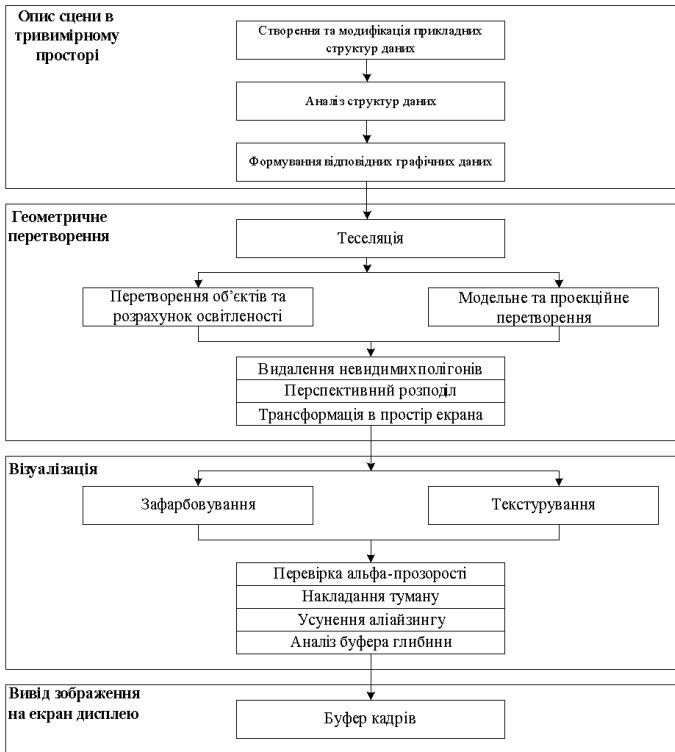 Опис сцени в
тривимірному
просторі
Створення та модифікація прикладних
структур даних
Аналіз структур даних
Формування відповідних графічних даних
Геометричне
перетворення
Теселяція
Перетворення об’єктів та
розрахунок освітленості
Модельне та проекційне
перетворення
Видалення невидимих полігонів
Перспективний розподіл
Трансформація в простір екрана
Візуалізація
Зафарбовування
Текстурування
Перевірка альфа-прозорості
Накладання туману
Усунення аліайзингу
Аналіз буфера глибини
Вивід зображення
на екран дисплею
Буфер кадрів